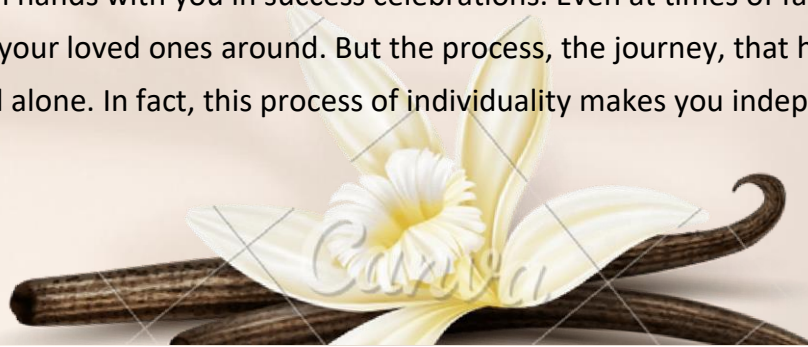 hands with you in success celebrations. Even at times of
your loved ones around. But the process, the journey, that
alone. In fact, this process of individuality makes you
Canva